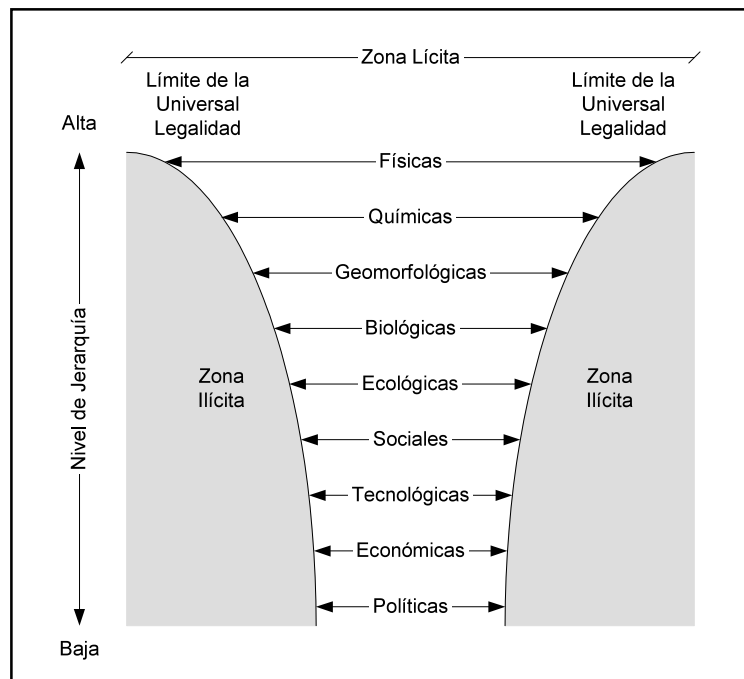 Zona Lícita
Límite de la
Universal
Legalidad
Límite de la
Universal
Legalidad
Alta
Físicas
Químicas
Geomorfológicas
Biológicas
Nivel de Jerarquía
Zona
Ilícita
Ecológicas
Zona
Ilícita
Sociales
Tecnológicas
Económicas
Políticas
Baja